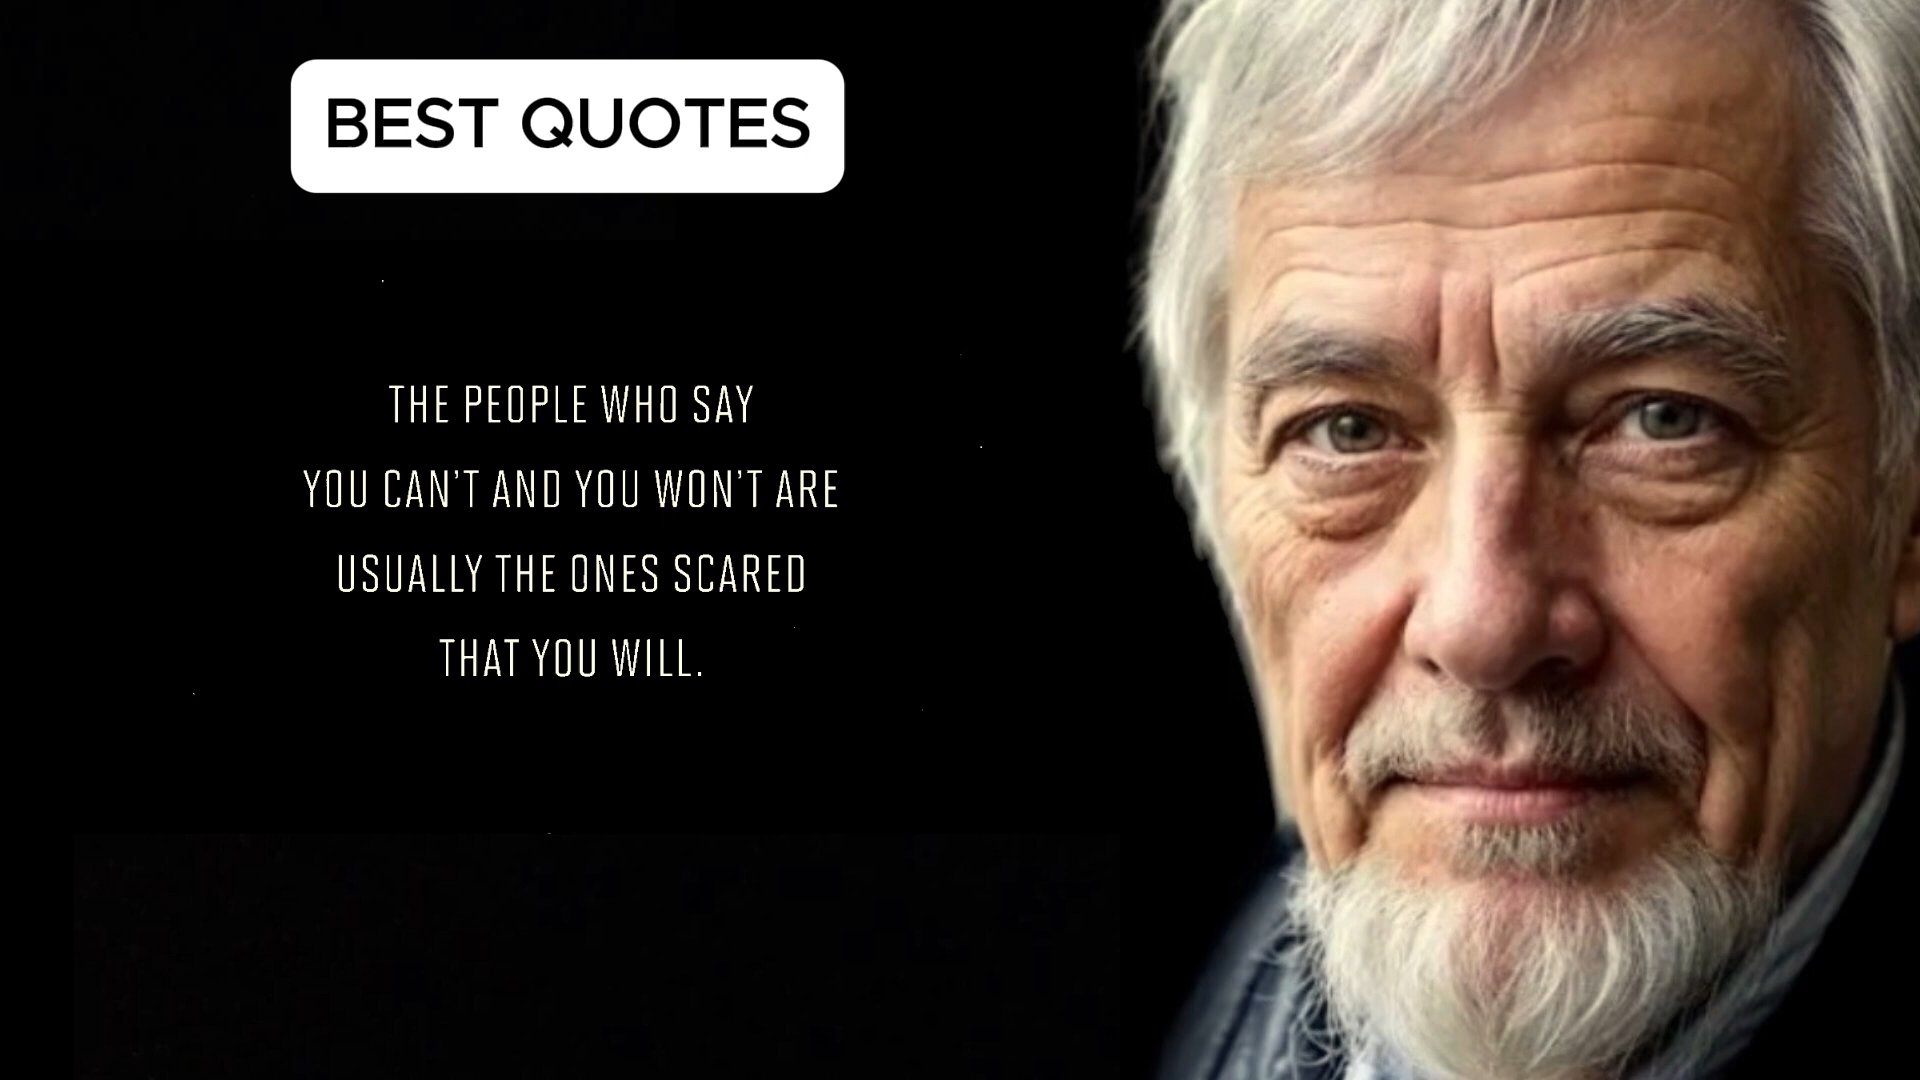 BEST QUOTES
THE PEOPLE WHO SAY
YOU CAN'T AND YOU WON'T ARE
USUALLY THE ONES SCARED
THAT YOU WILL.